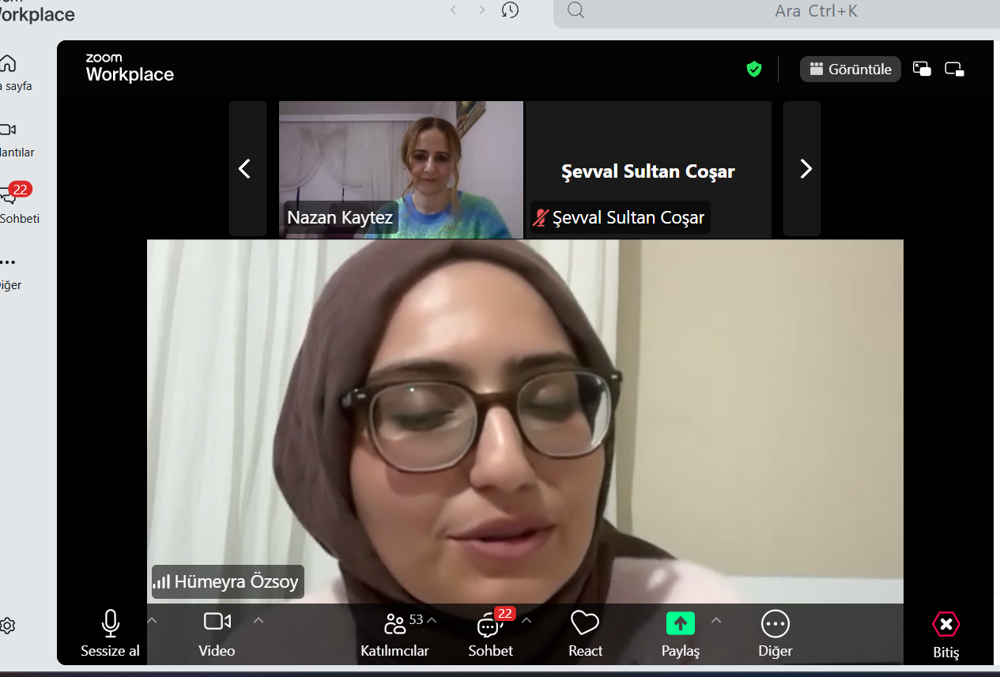 Workplace
Ara Ctrl+K
zoom
Workplace
Görüntüle
a sayfa
lantılar
22
Sohbeti
iğer
Şevval Sultan Coşar
Nazan Kaytez
Şevval Sultan Coşar
Hümeyra Özsoy
53
22
Sessize al
Video
Katılımcılar
Sohbet
React
Paylaş
Diğer
Bitiş